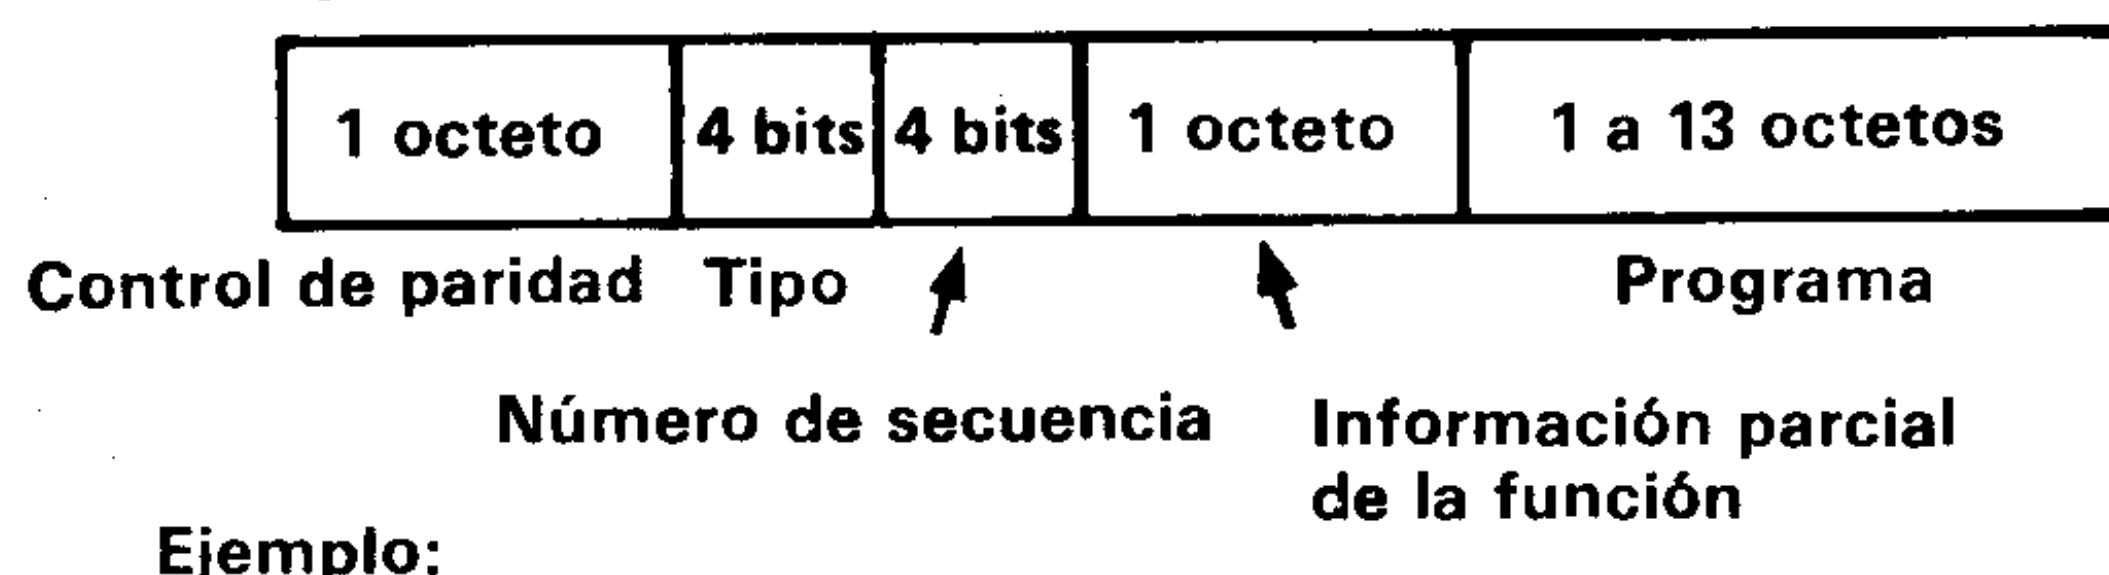 1 octeto 4 bits 4 bits 1 octeto 1 a 13 octetos
Control de paridad Tipo Programa
Número de secuencia Información parcial
de la función
Ejemplo: